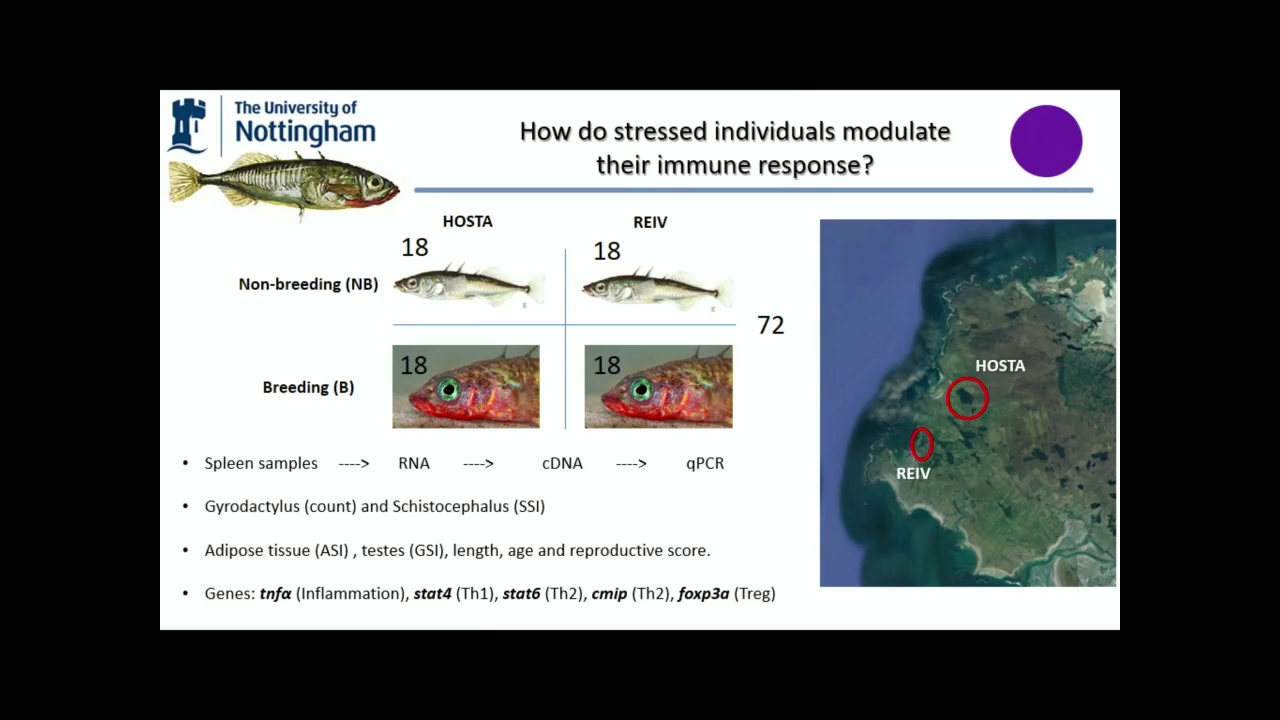 The University of
Nottingham
How do stressed individuals modulate
their immune response?
HOSTA
REIV
18
18
Non-breeding (NB)
72
18
18
Breeding (B)
HOSTA
REIV
• Spleen samples ----> RNA ----> cDNA ----> qPCR
• Gyrodactylus (count) and Schistocephalus (SSI)
• Adipose tissue (ASI) , testes (GSI), length, age and reproductive score.
• Genes: tnfα (Inflammation), stat4 (Th1), stat6 (Th2), cmip (Th2), foxp3a (Treg)